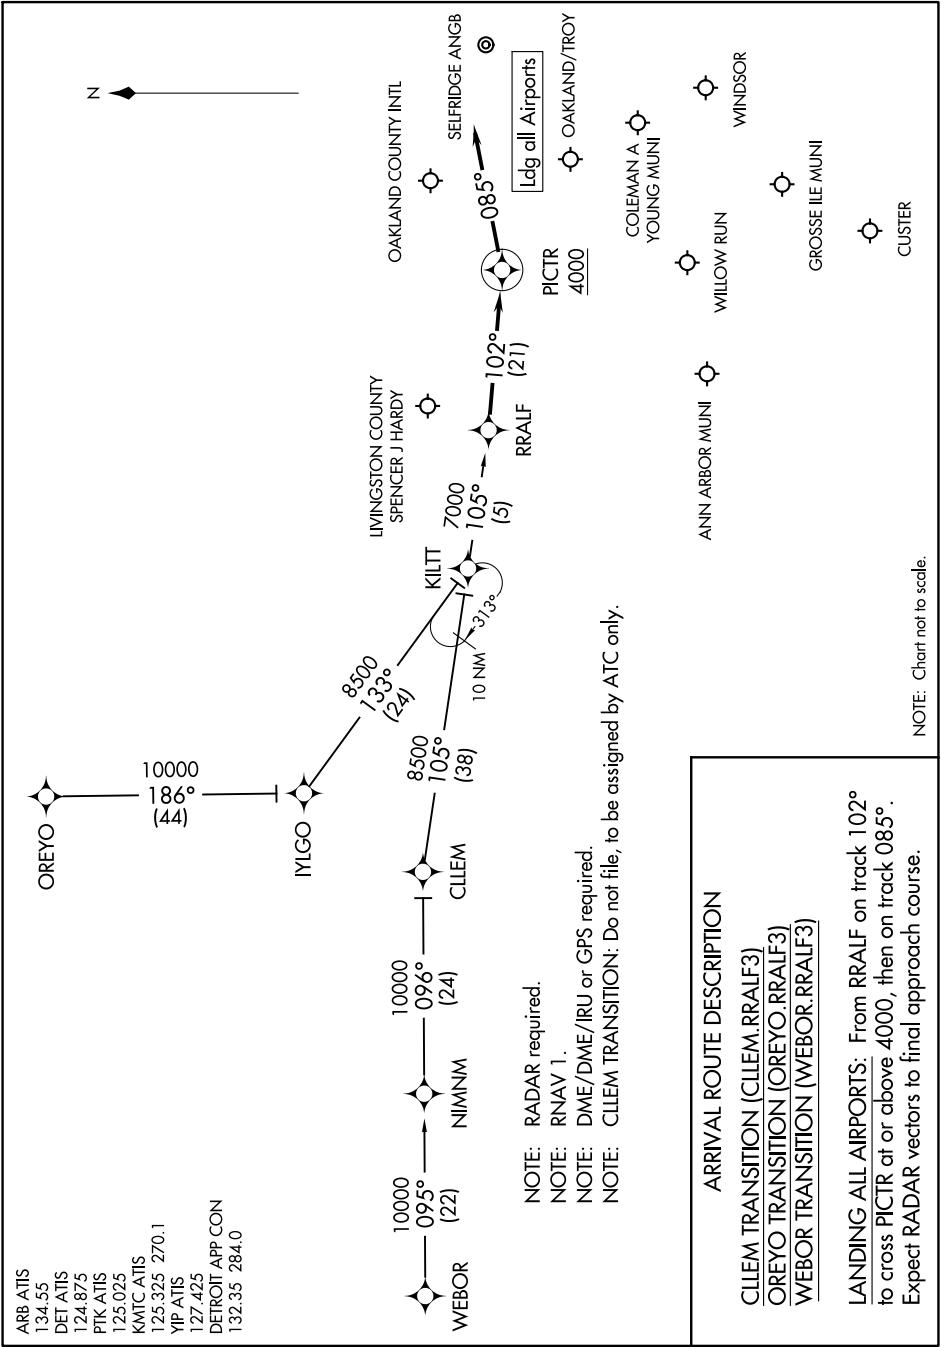 ARB ATIS
134.55
DET ATIS
124.875
PTK ATIS
125.025
KMTC ATIS
125.325 270.1
YIP ATIS
127.425
DETROIT APP CON
132.35 284.0
OREYO
10000
186°
(44)
IYLGO
8500
133°
(24)
WEBOR
10000
095°
(22)
NIMNM
10000
096°
(24)
CLLEM
8500
105°
(38)
10 NM
313°
KILTT
7000
105°
(5)
RRALF
102°
(21)
PICTR
4000
085°
Ldg all Airports
N
LIVINGSTON COUNTY
SPENCER J HARDY
OAKLAND COUNTY INTL
SELFRIDGE ANGB
OAKLAND/TROY
COLEMAN A
YOUNG MUNI
WINDSOR
WILLOW RUN
ANN ARBOR MUNI
GROSSE ILE MUNI
CUSTER
NOTE: RADAR required.
NOTE: RNAV 1.
NOTE: DME/DME/IRU or GPS required.
NOTE: CLLEM TRANSITION: Do not file, to be assigned by ATC only.
ARRIVAL ROUTE DESCRIPTION
CLLEM TRANSITION (CLLEM.RRALF3)
OREYO TRANSITION (OREYO.RRALF3)
WEBOR TRANSITION (WEBOR.RRALF3)
LANDING ALL AIRPORTS: From RRALF on track 102°
to cross PICTR at or above 4000, then on track 085°.
Expect RADAR vectors to final approach course.
NOTE: Chart not to scale.